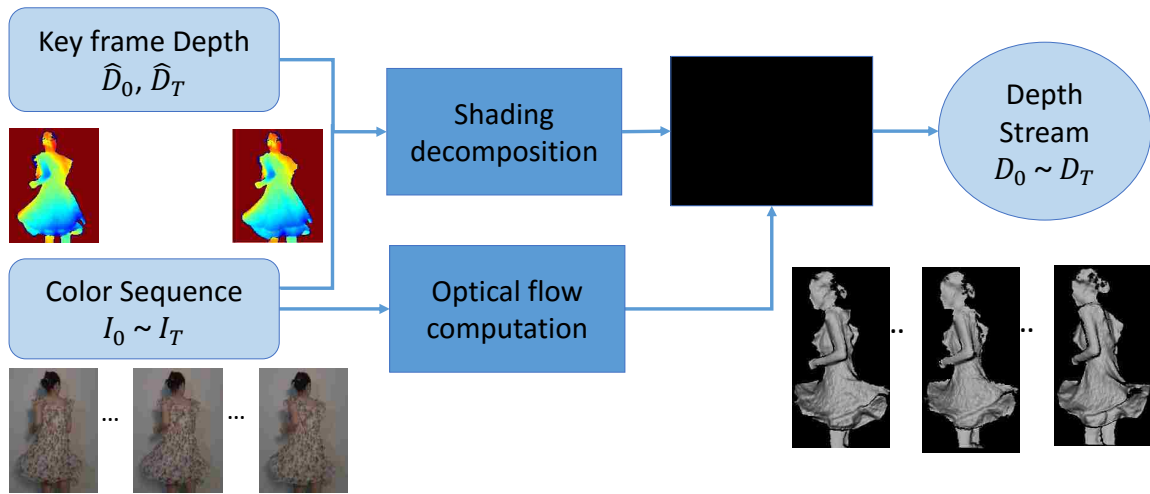 Key frame Depth
D̂₀, D̂_T
Shading
decomposition
Depth
Stream
D₀ ~ D_T
Color Sequence
I₀ ~ I_T
Optical flow
computation
..
..
...
...